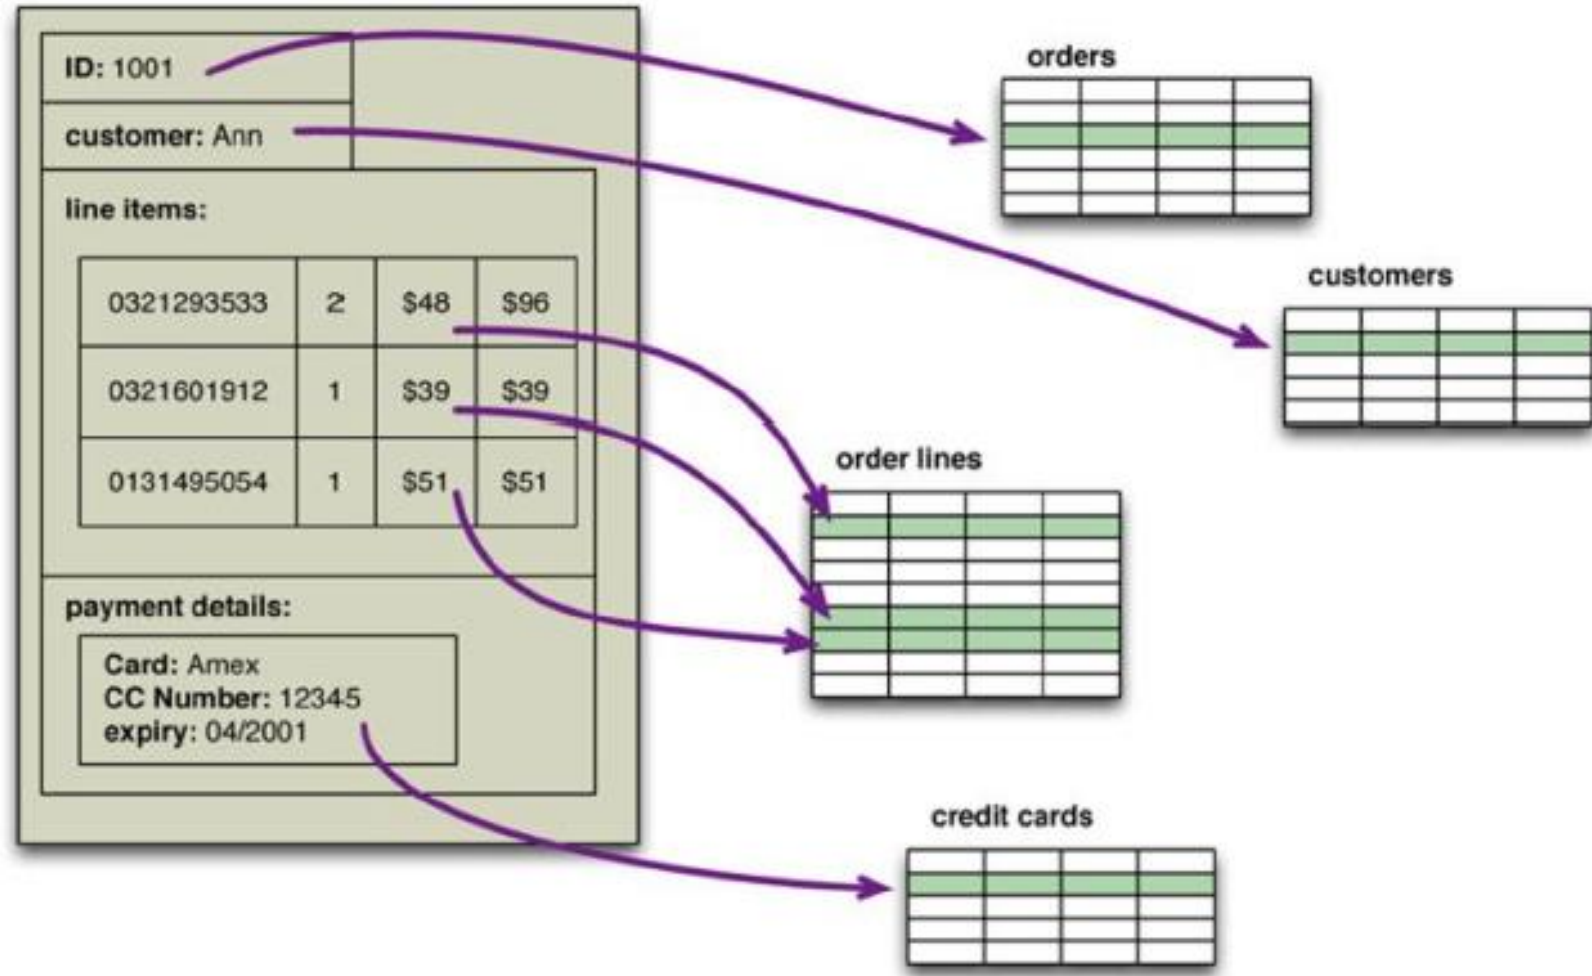 ID: 1001
customer: Ann
line items:
0321293533 2 $48 $96
0321601912 1 $39 $39
0131495054 1 $51 $51
payment details:
Card: Amex
CC Number: 12345
expiry: 04/2001
orders
customers
order lines
credit cards